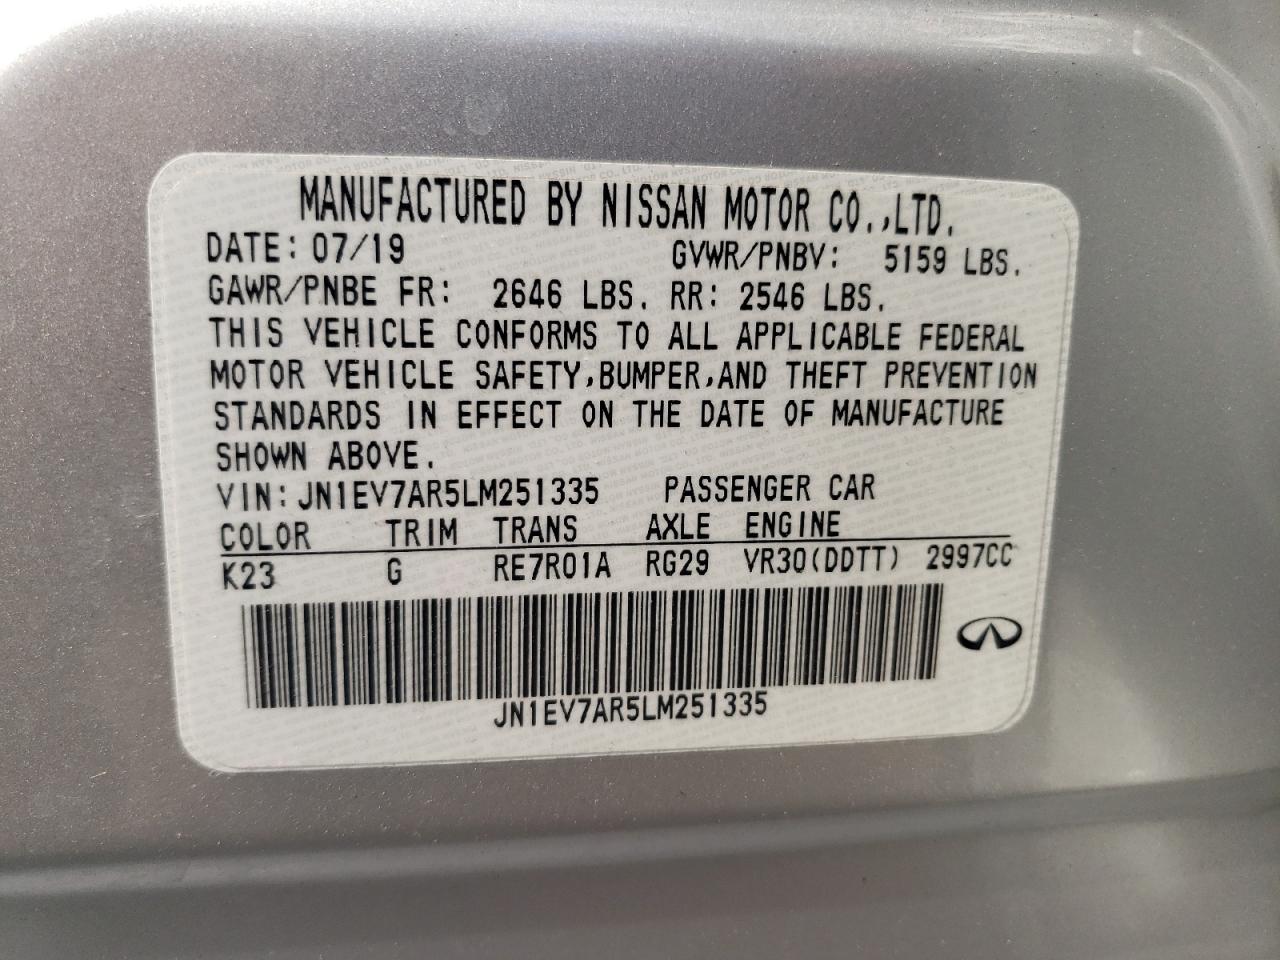 MANUFACTURED BY NISSAN MOTOR CO.,LTD.
DATE: 07/19 GVWR/PNBV: 5159 LBS.
GAWR/PNBE FR: 2646 LBS. RR: 2546 LBS.
THIS VEHICLE CONFORMS TO ALL APPLICABLE FEDERAL
MOTOR VEHICLE SAFETY,BUMPER,AND THEFT PREVENTION
STANDARDS IN EFFECT ON THE DATE OF MANUFACTURE
SHOWN ABOVE.
VIN: JN1EV7AR5LM251335 PASSENGER CAR
COLOR TRIM TRANS AXLE ENGINE
K23 G RE7R01A RG29 VR30(DDTT) 2997CC
JN1EV7AR5LM251335